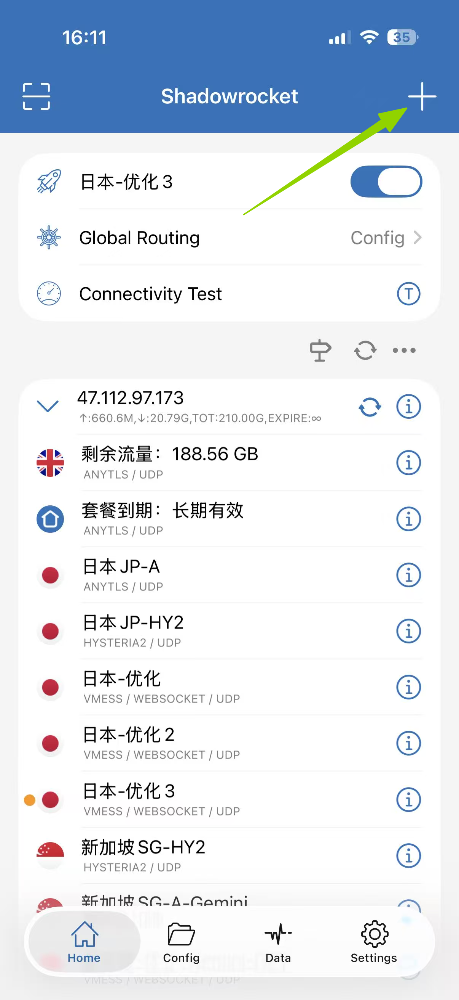 16:11
35
Shadowrocket
日本-优化 3
Global Routing
Config
Connectivity Test
T
47.112.97.173
↑:660.6M,↓:20.79G,TOT:210.00G,EXPIRE:∞
剩余流量：188.56 GB
ANYTLS / UDP
套餐到期：长期有效
ANYTLS / UDP
日本 JP-A
ANYTLS / UDP
日本 JP-HY2
HYSTERIA2 / UDP
日本-优化
VMESS / WEBSOCKET / UDP
日本-优化 2
VMESS / WEBSOCKET / UDP
日本-优化 3
VMESS / WEBSOCKET / UDP
新加坡 SG-HY2
HYSTERIA2 / UDP
新加坡 SG-A-Gemini
Home
Config
Data
Settings
VMESS / WEBSOCKET / UDP